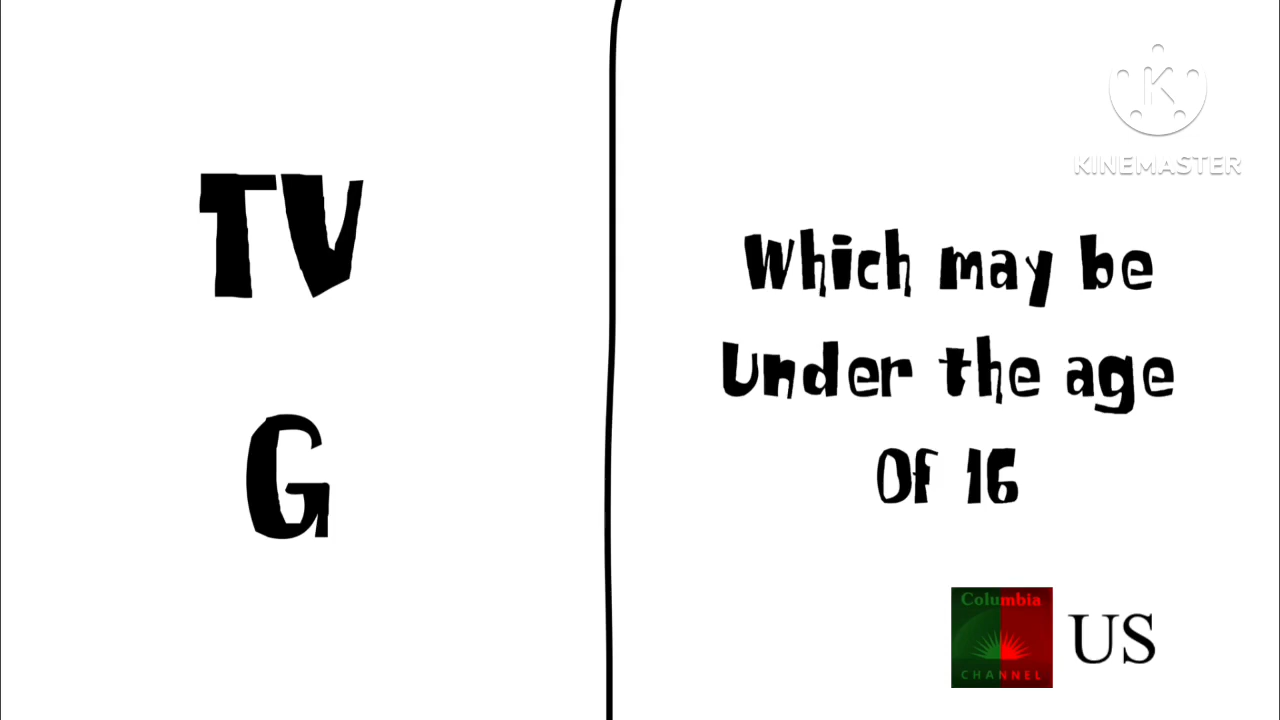 TV
G
K
KINEMASTER
Which may be
Under the age
Of 16
Columbia
CHANNEL
US